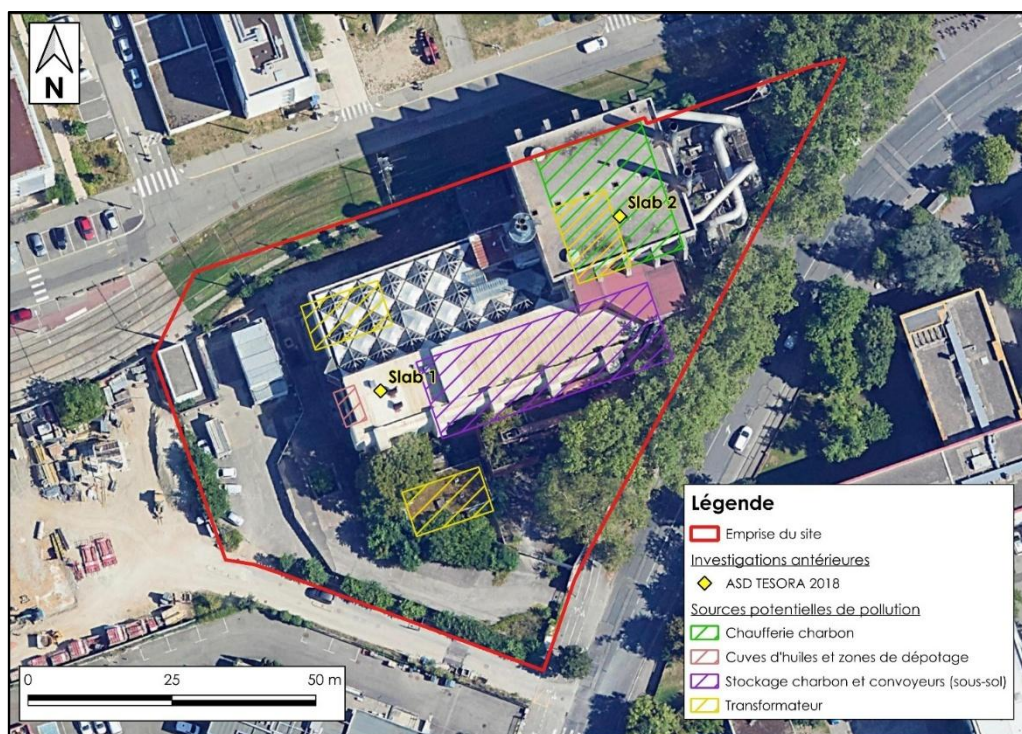 N
Slab 2
Slab 1
Légende
Emprise du site
Investigations antérieures
ASD TESORA 2018
Sources potentielles de pollution
Chaufferie charbon
Cuves d'huiles et zones de dépotage
Stockage charbon et convoyeurs (sous-sol)
Transformateur
0 25 50 m